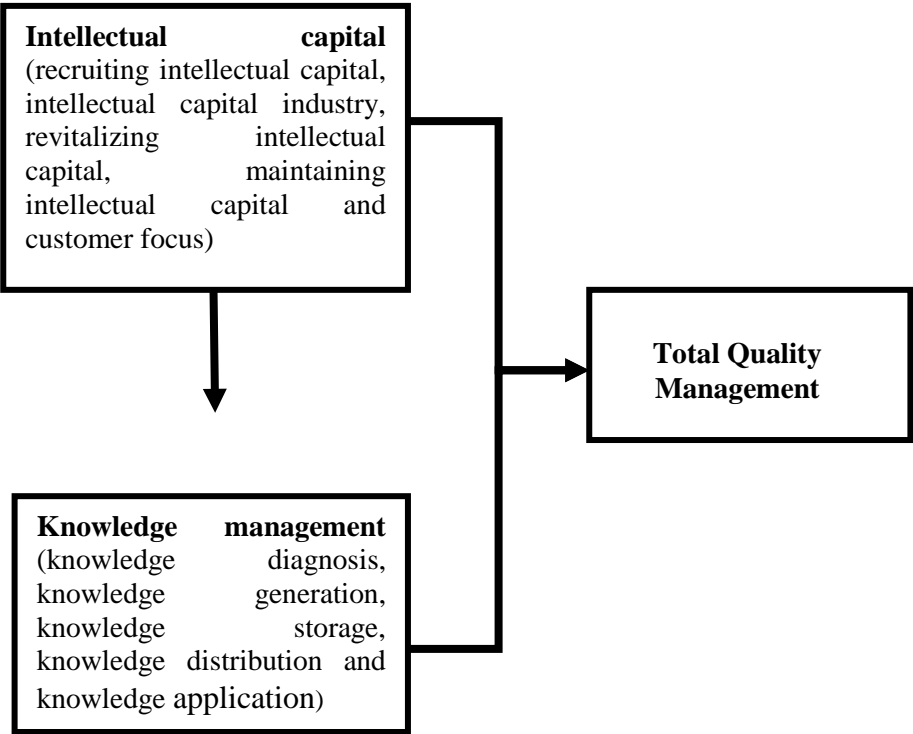 Intellectual capital
(recruiting intellectual capital,
intellectual capital industry,
revitalizing intellectual
capital, maintaining
intellectual capital and
customer focus)
Total Quality
Management
Knowledge management
(knowledge diagnosis,
knowledge generation,
knowledge storage,
knowledge distribution and
knowledge application)